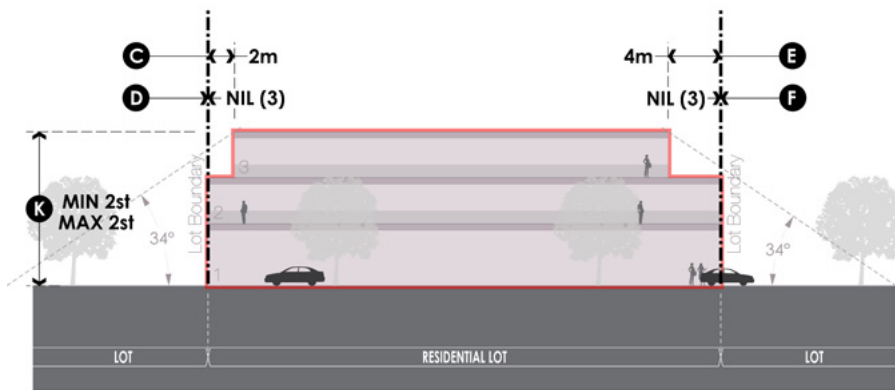 C 2m 4m E
D NIL (3) NIL (3) F
Lot Boundary
Lot Boundary
3
K MIN 2st
MAX 2st
2
34°
34°
1
LOT RESIDENTIAL LOT LOT